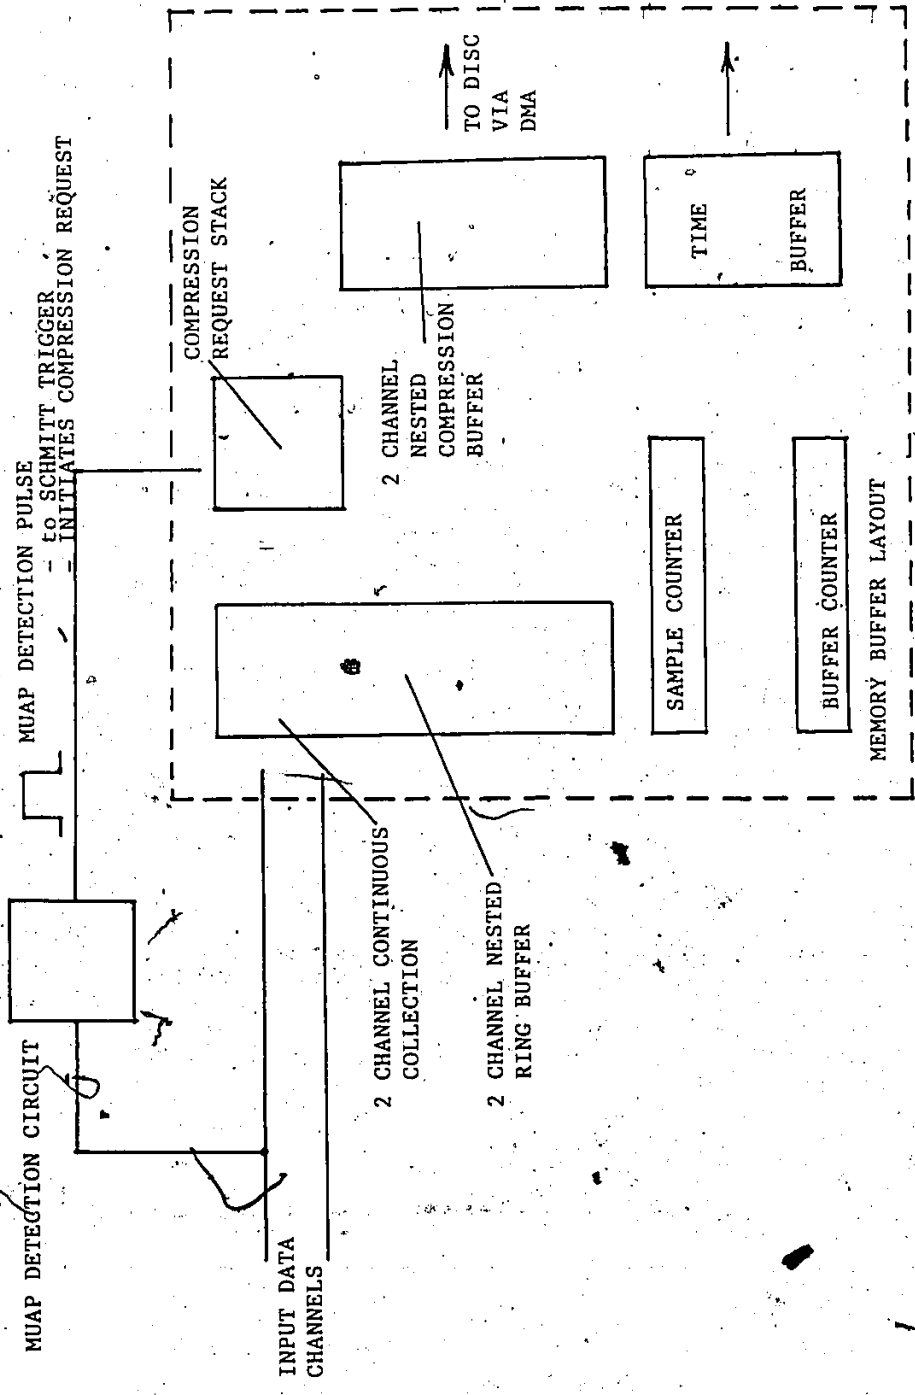 MUAP DETECTION CIRCUIT
MUAP DETECTION PULSE
- to SCHMITT TRIGGER
- INITIATES COMPRESSION REQUEST
INPUT DATA
CHANNELS
2 CHANNEL CONTINUOUS
COLLECTION
2 CHANNEL NESTED
RING BUFFER
COMPRESSION
REQUEST STACK
2 CHANNEL
NESTED
COMPRESSION
BUFFER
TO DISC
VIA
DMA
SAMPLE COUNTER
TIME
BUFFER
BUFFER COUNTER
MEMORY BUFFER LAYOUT